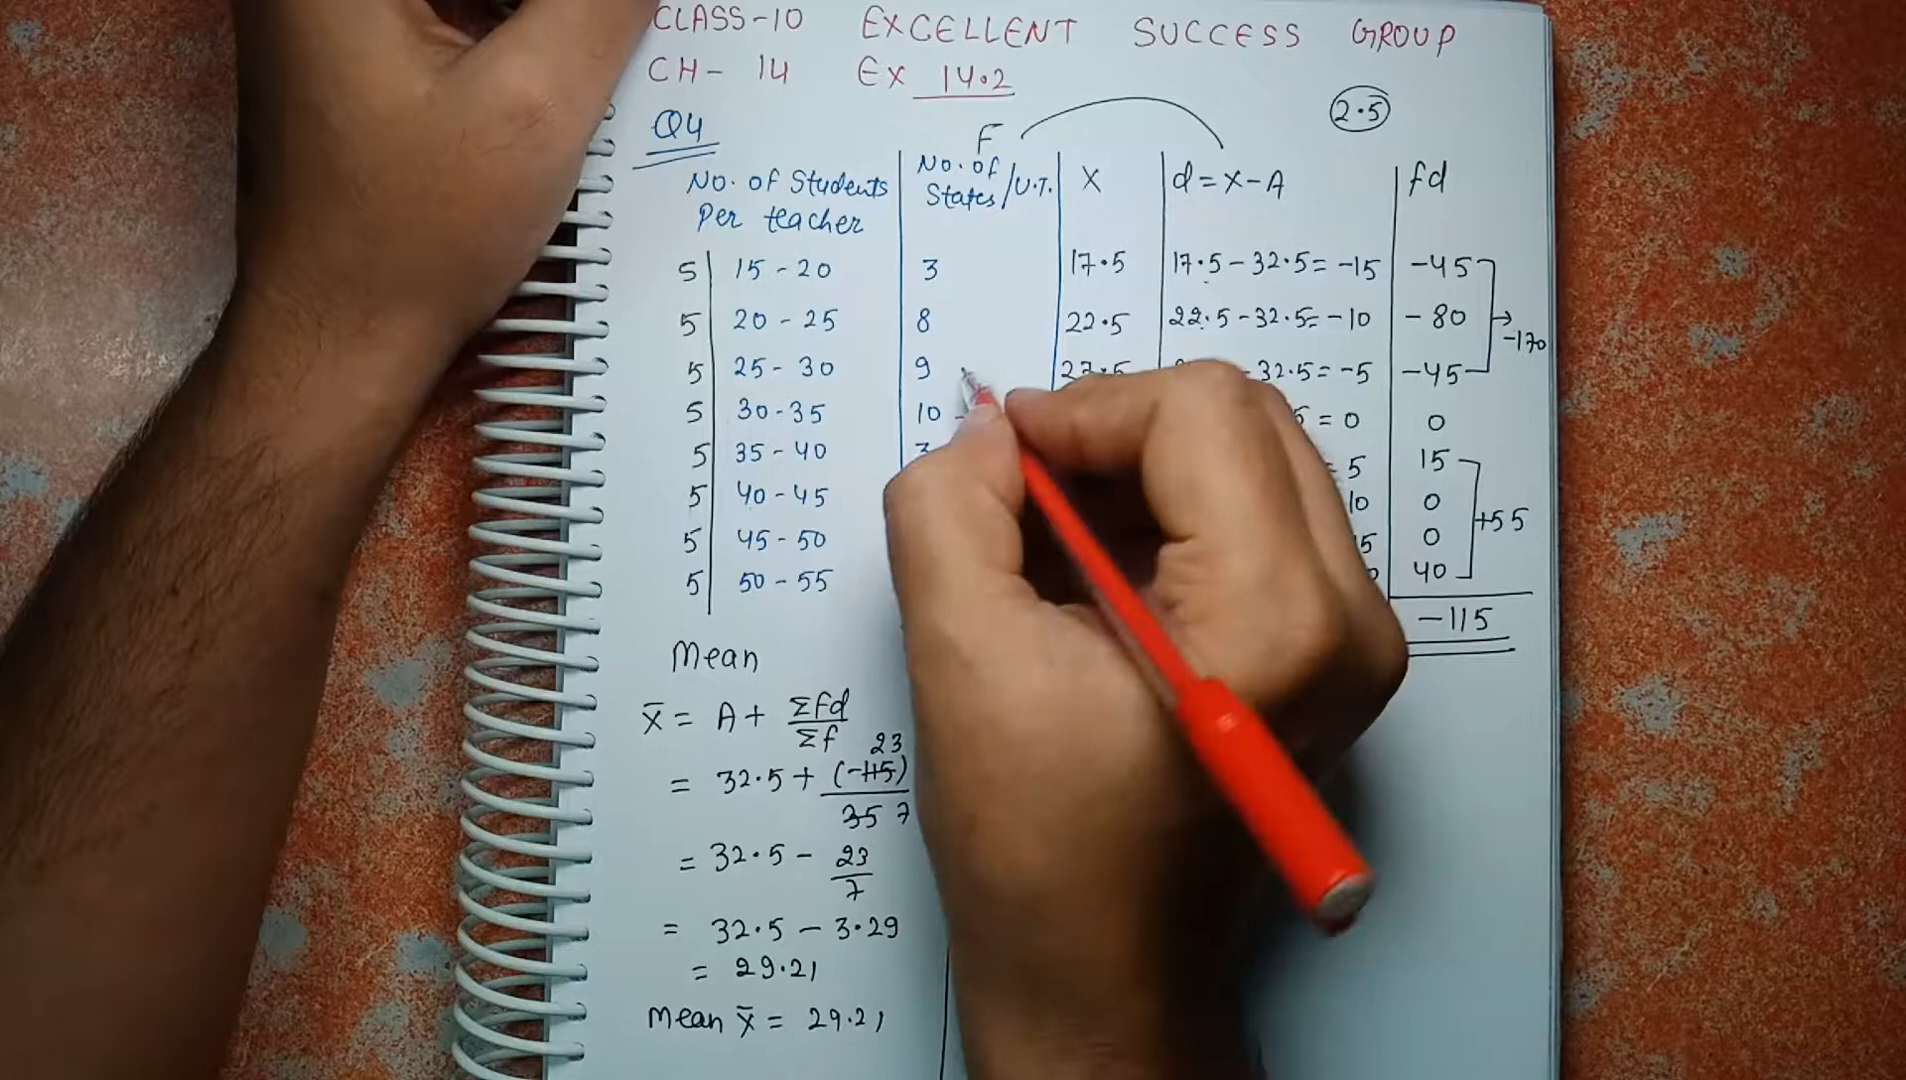 CLASS-10 EXCELLENT SUCCESS GROUP
CH- 14 Ex 14.2
2.5
Q4
F
No. of Students Per teacher | No. of States/U.T. | X | d = x - A | fd
5 | 15 - 20 | 3 | 17.5 | 17.5 - 32.5 = -15 | -45
5 | 20 - 25 | 8 | 22.5 | 22.5 - 32.5 = -10 | - 80
→ -170
5 | 25 - 30 | 9 | 27.5 | - 32.5 = -5 | -45
5 | 30 - 35 | 10 - | = 0 | 0
5 | 35 - 40 | = 5 | 15
5 | 40 - 45 | 10 | 0
+55
5 | 45 - 50 | 0
5 | 50 - 55 | 40
-115
Mean
x̄ = A + Σfd / Σf
= 32.5 + (-115) 23 / 35 7
= 32.5 - 23 / 7
= 32.5 - 3.29
= 29.21
Mean x̄ = 29.21